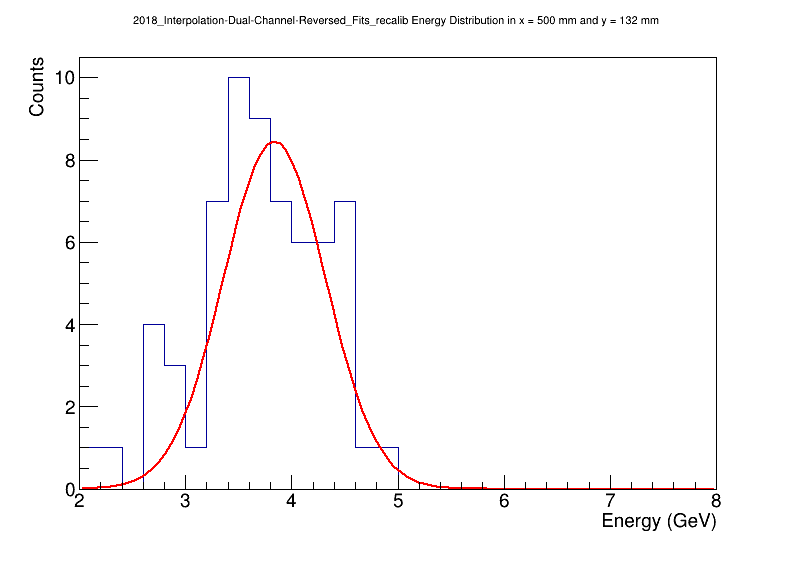 2018_Interpolation-Dual-Channel-Reversed_Fits_recalib Energy Distribution in x = 500 mm and y = 132 mm
Counts
10
8
6
4
2
0
2 3 4 5 6 7 8
Energy (GeV)